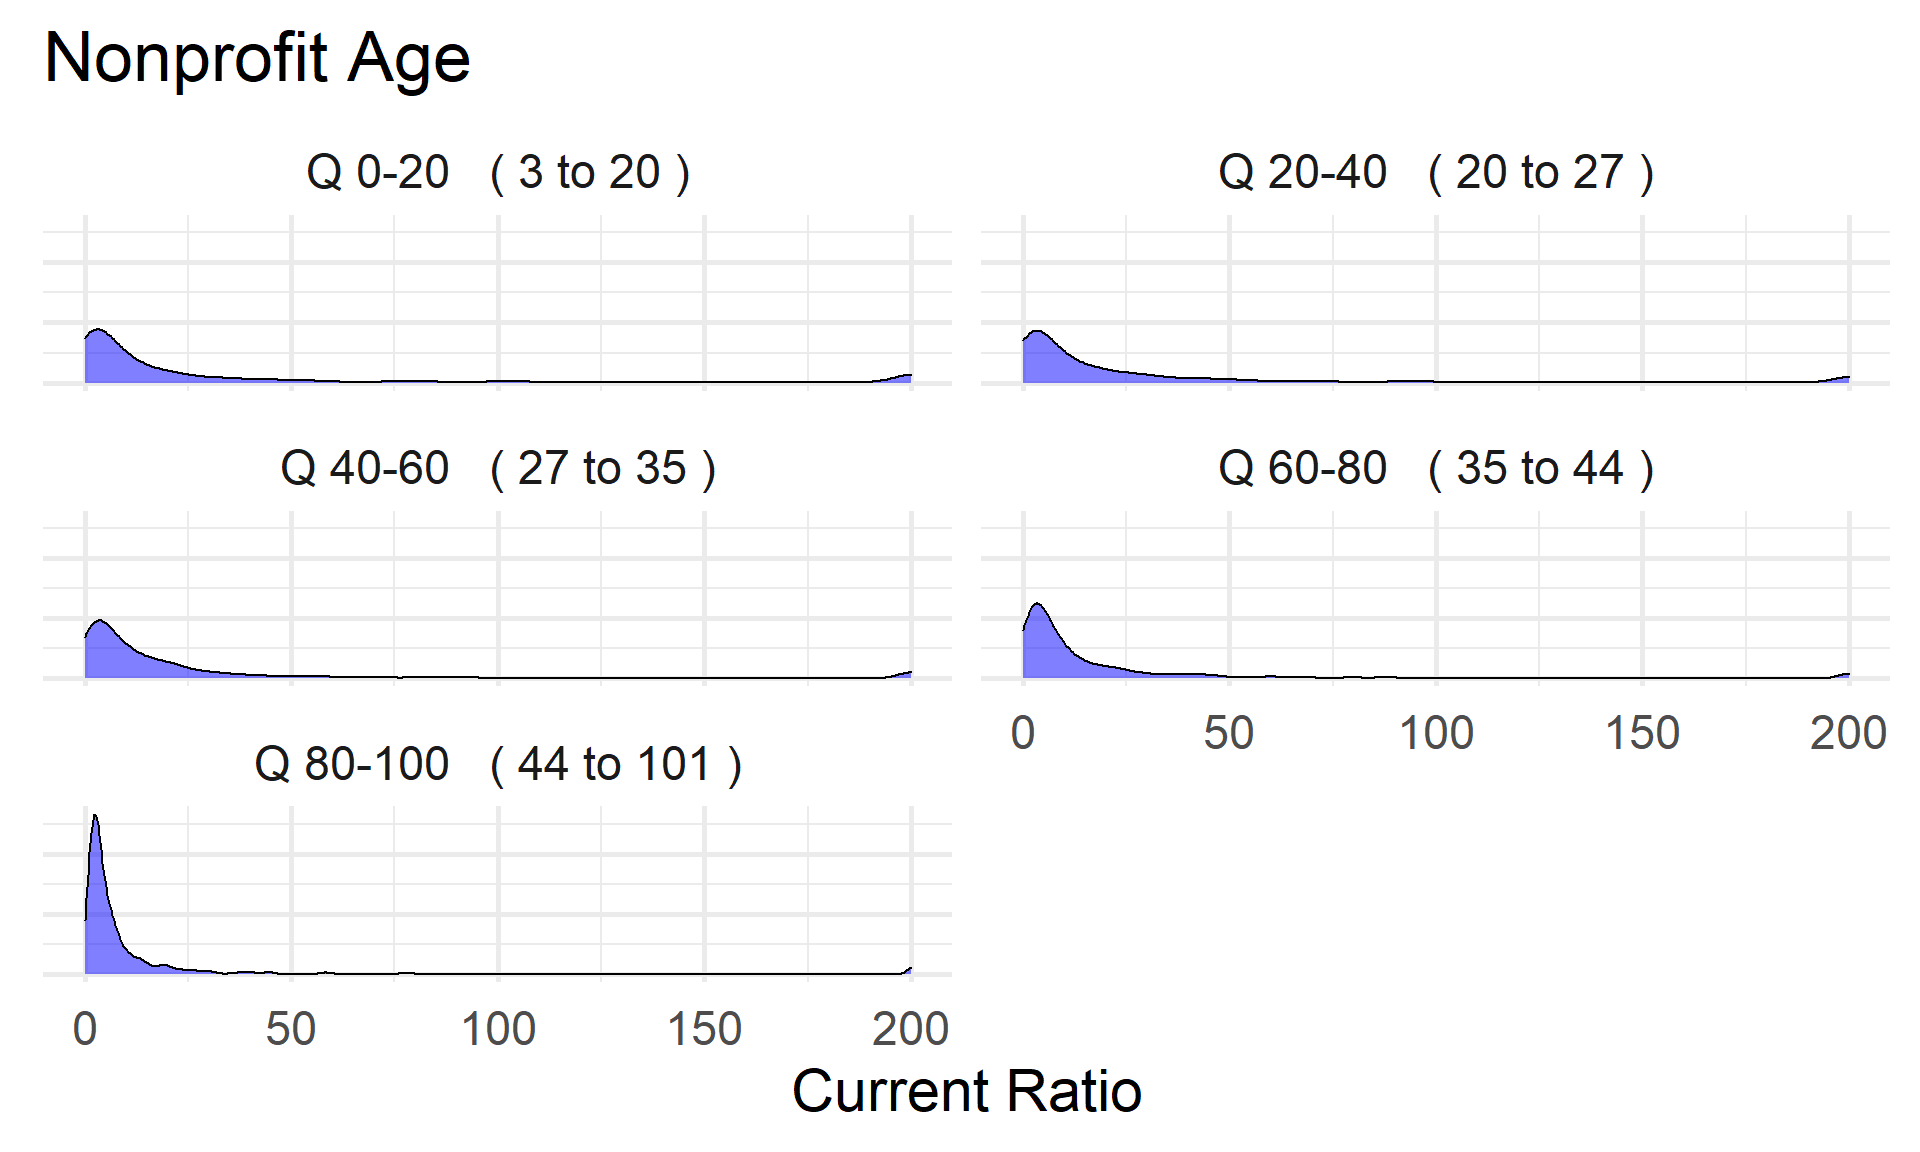 Nonprofit Age
Q 0-20   ( 3 to 20 )
Q 20-40   ( 20 to 27 )
Q 40-60   ( 27 to 35 )
Q 60-80   ( 35 to 44 )
0 50 100 150 200
Q 80-100   ( 44 to 101 )
0 50 100 150 200
Current Ratio